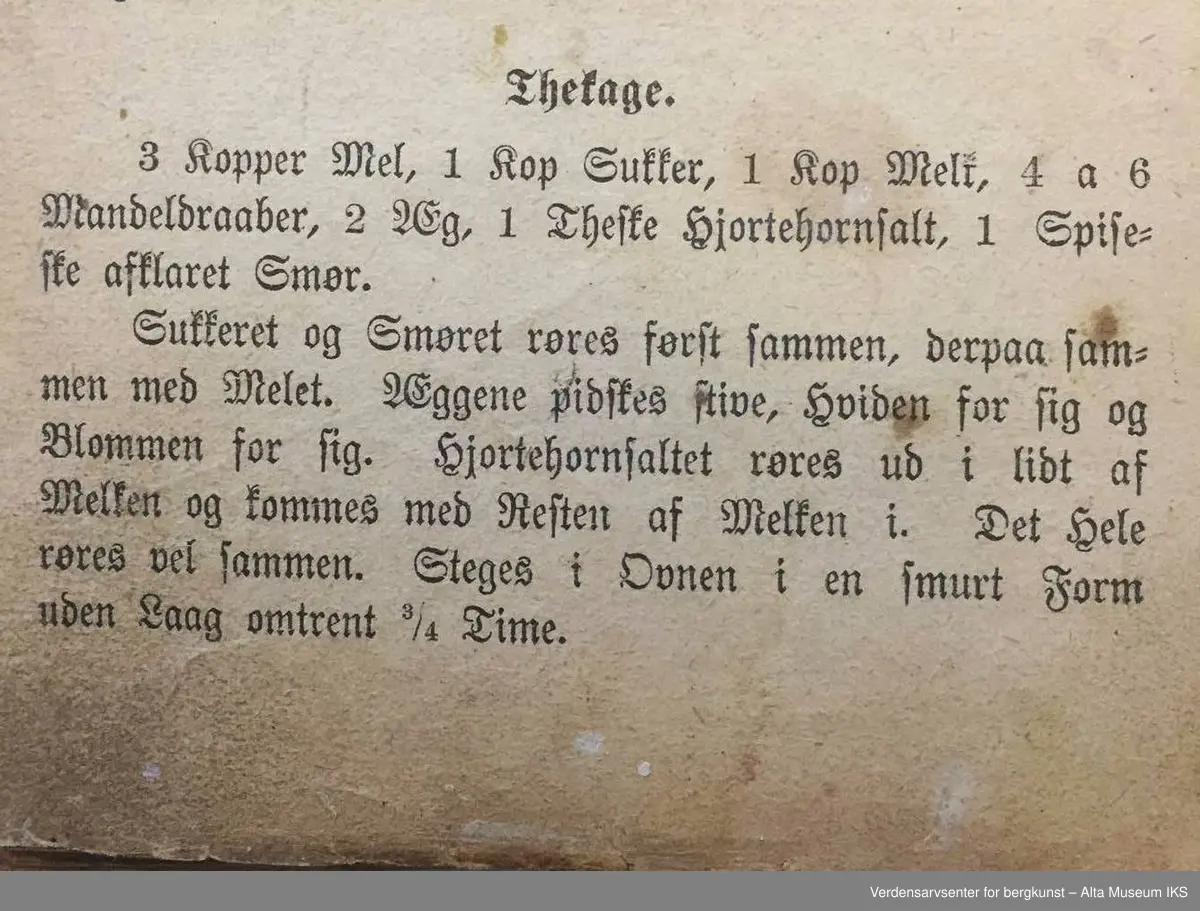 Thekage.
3 Kopper Mel, 1 Kop Sukker, 1 Kop Melk, 4 a 6
Mandeldraaber, 2 Æg, 1 Theske Hjortehornsalt, 1 Spise-
ske afklaret Smør.
Sukkeret og Smøret røres først sammen, derpaa sam-
men med Melet. Æggene pidskes stive, Hviden for sig og
Blommen for sig. Hjortehornsaltet røres ud i lidt af
Melken og kommes med Resten af Melken i. Det Hele
røres vel sammen. Steges i Ovnen i en smurt Form
uden Laag omtrent 3/4 Time.
Verdensarvsenter for bergkunst – Alta Museum IKS